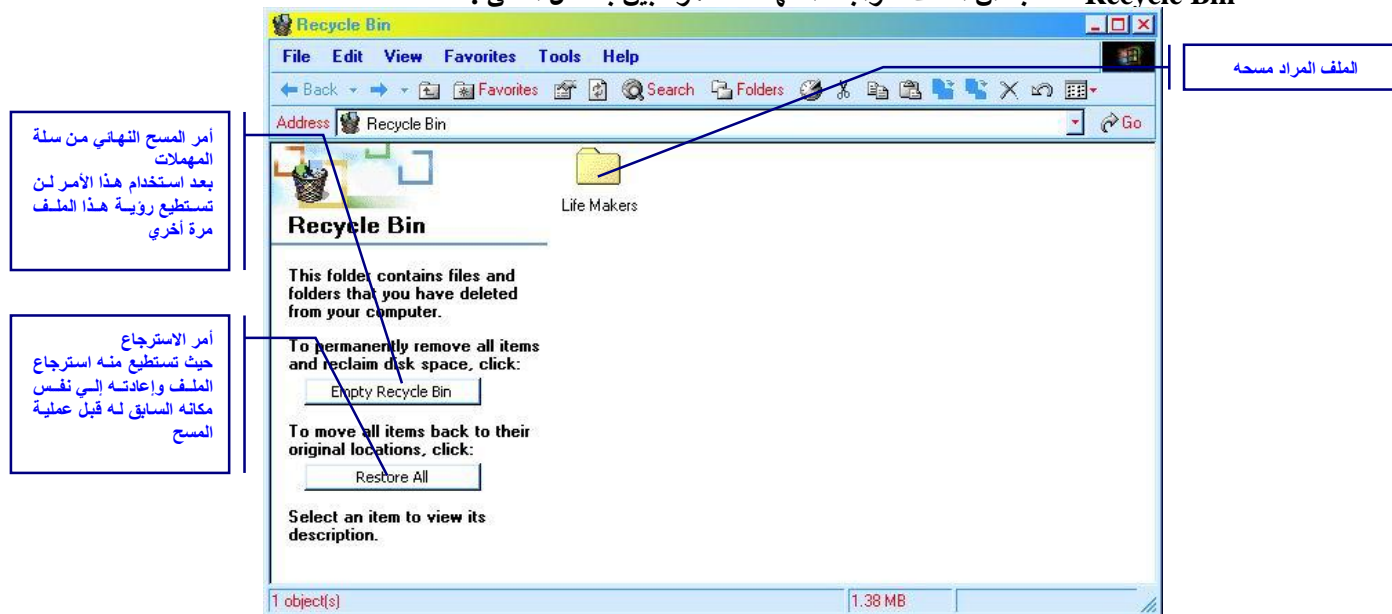 Recycle Bin
Recycle Bin
File Edit View Favorites Tools Help
Back Favorites Search Folders
Address Recycle Bin Go
الملف المراد مسحه
أمر المسح النهائي من سلة
المهملات
بعد استخدام هذا الأمر لن
تستطيع رؤية هذا الملف
مرة أخري
أمر الاسترجاع
حيث تستطيع منه استرجاع
الملف وإعادته إلي نفس
مكانه السابق له قبل عملية
المسح
Life Makers
Recycle Bin
This folder contains files and
folders that you have deleted
from your computer.
To permanently remove all items
and reclaim disk space, click:
Empty Recycle Bin
To move all items back to their
original locations, click:
Restore All
Select an item to view its
description.
1 object(s) 1.38 MB